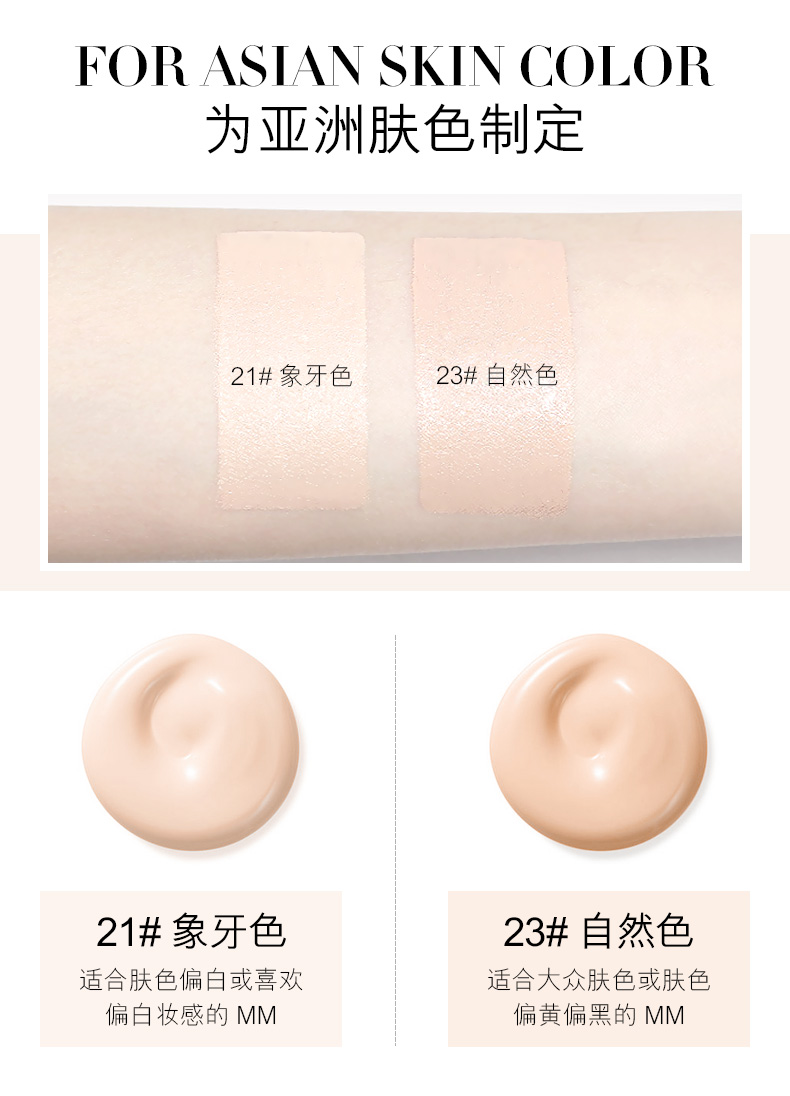 FOR ASIAN SKIN COLOR
为亚洲肤色制定
21# 象牙色
23# 自然色
21# 象牙色
适合肤色偏白或喜欢
偏白妆感的 MM
23# 自然色
适合大众肤色或肤色
偏黄偏黑的 MM